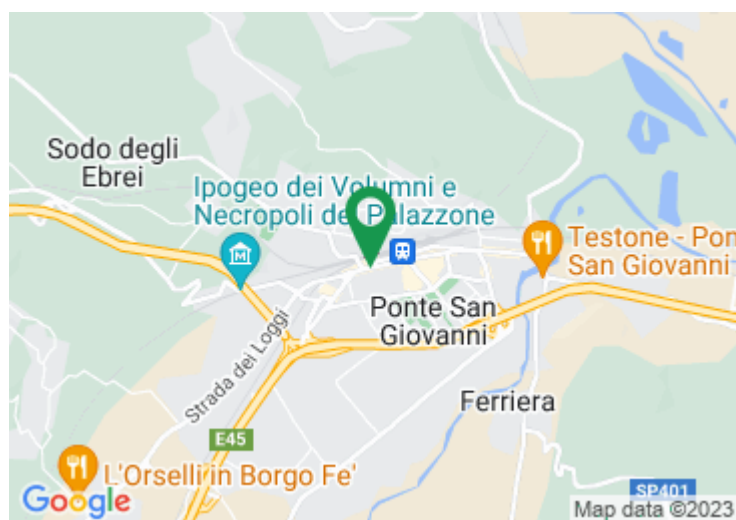 Sodo degli
Ebrei
Ipogeo dei Volumni e
Necropoli del Palazzone
M
Testone - Pon
San Giovanni
Ponte San
Giovanni
Strada dei Loggi
Ferriera
E45
L'Orselli in Borgo Fe'
SP401
Google
Map data ©2023